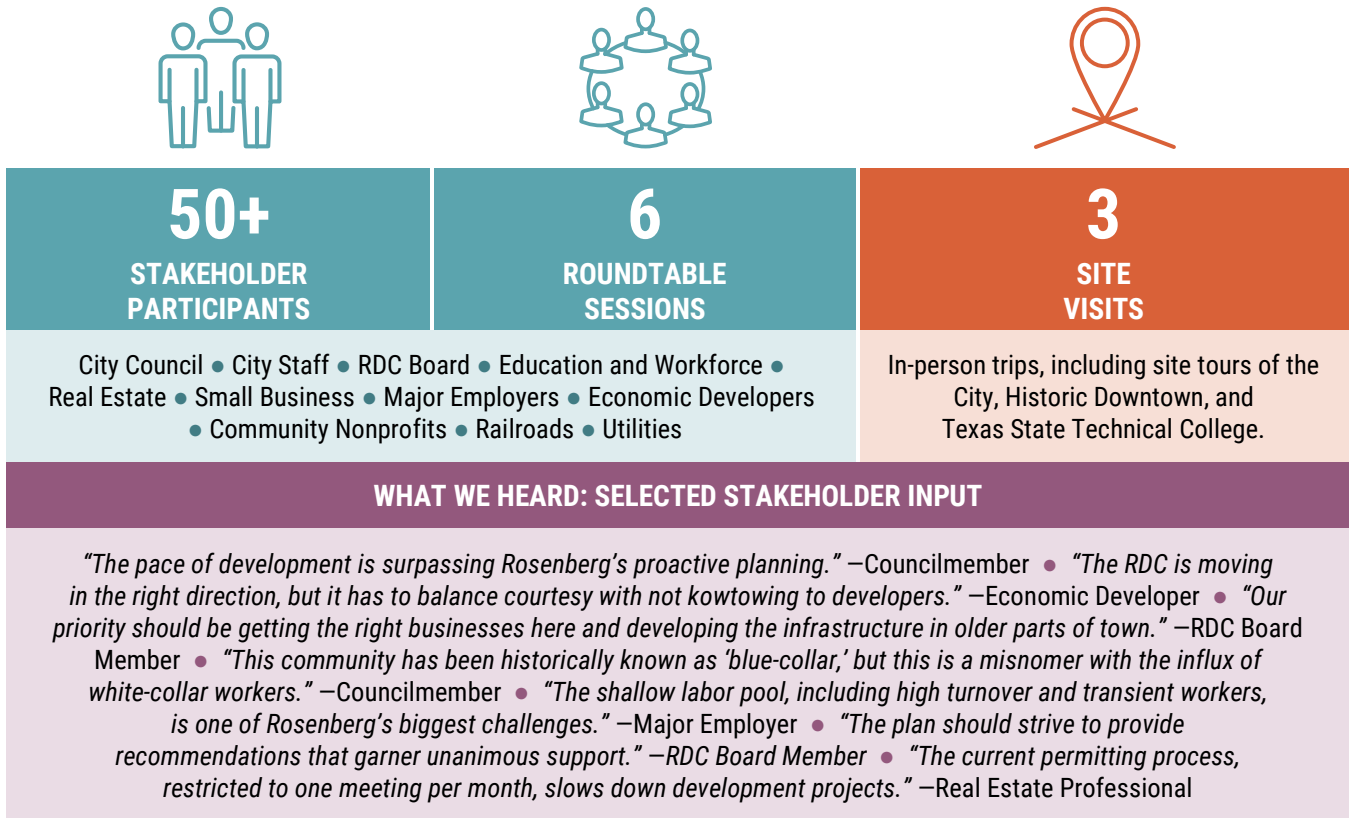 50+
STAKEHOLDER
PARTICIPANTS
6
ROUNDTABLE
SESSIONS
3
SITE
VISITS
City Council ● City Staff ● RDC Board ● Education and Workforce ●
Real Estate ● Small Business ● Major Employers ● Economic Developers
● Community Nonprofits ● Railroads ● Utilities
In-person trips, including site tours of the
City, Historic Downtown, and
Texas State Technical College.
WHAT WE HEARD: SELECTED STAKEHOLDER INPUT
“The pace of development is surpassing Rosenberg’s proactive planning.” —Councilmember ● “The RDC is moving
in the right direction, but it has to balance courtesy with not kowtowing to developers.” —Economic Developer ● “Our
priority should be getting the right businesses here and developing the infrastructure in older parts of town.” —RDC Board
Member ● “This community has been historically known as ‘blue-collar,’ but this is a misnomer with the influx of
white-collar workers.” —Councilmember ● “The shallow labor pool, including high turnover and transient workers,
is one of Rosenberg’s biggest challenges.” —Major Employer ● “The plan should strive to provide
recommendations that garner unanimous support.” —RDC Board Member ● “The current permitting process,
restricted to one meeting per month, slows down development projects.” —Real Estate Professional